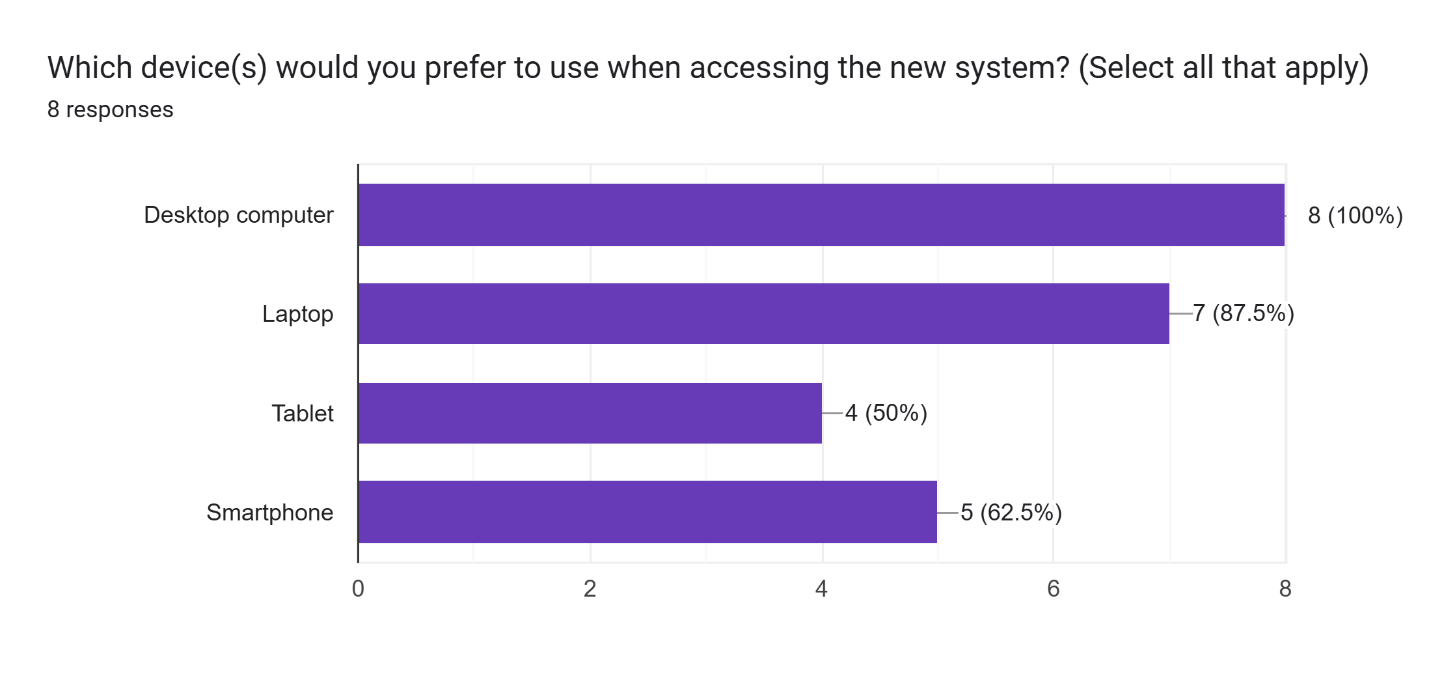 Which device(s) would you prefer to use when accessing the new system? (Select all that apply)
8 responses
Desktop computer
8 (100%)
Laptop
7 (87.5%)
Tablet
4 (50%)
Smartphone
5 (62.5%)
0 2 4 6 8